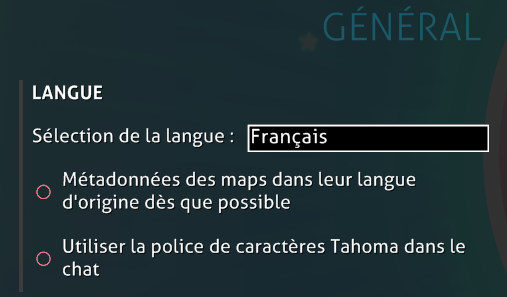 GÉNÉRAL
LANGUE
Sélection de la langue : Français
Métadonnées des maps dans leur langue
d'origine dès que possible
Utiliser la police de caractères Tahoma dans le
chat